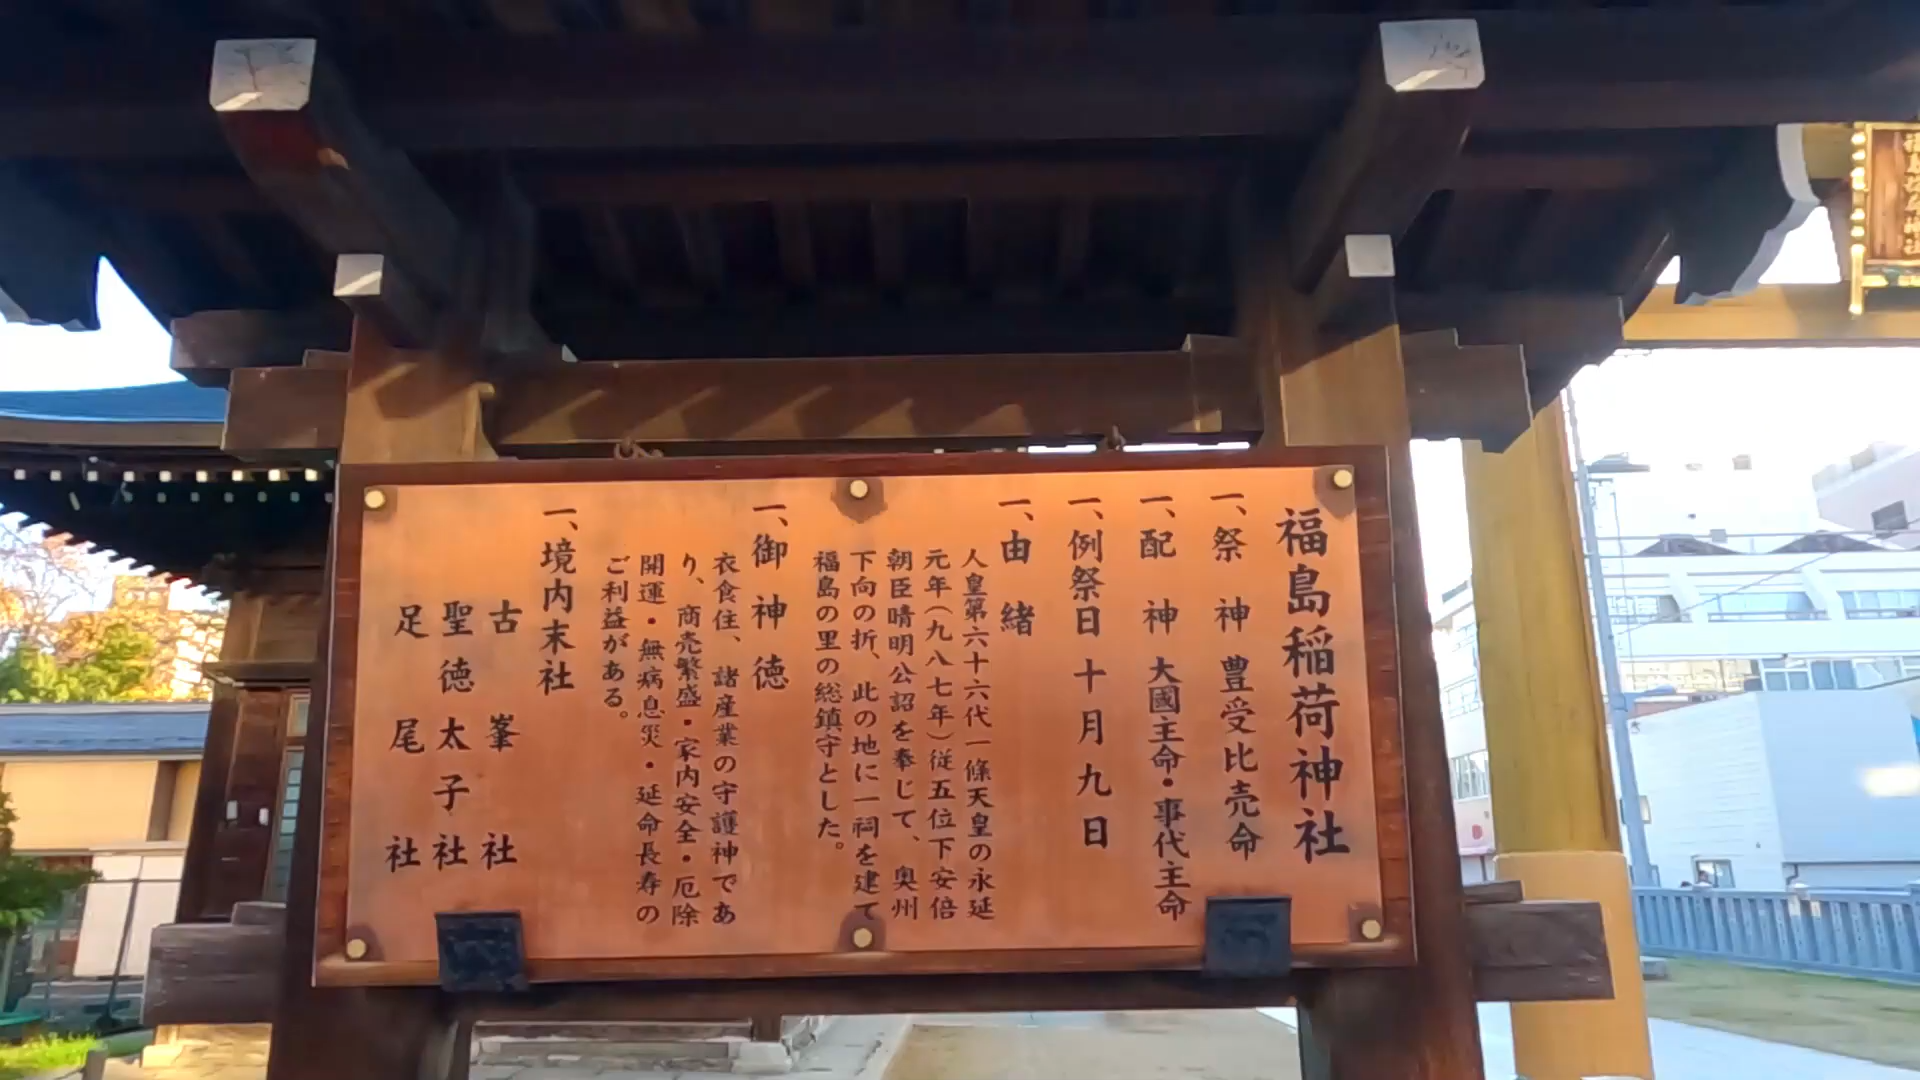 福島稲荷神社
一、祭神 豊受比売命
一、配神 大國主命・事代主命
一、例祭日 十月九日
一、由緒
人皇第六十六代一條天皇の永延
元年(九八七年)従五位下安倍
朝臣晴明公詔を奉じて、奥州
下向の折、此の地に一祠を建て
福島の里の総鎮守とした。
一、御神徳
衣食住、諸産業の守護神であ
り、商売繁盛・家内安全・厄除
開運・無病息災・延命長寿の
ご利益がある。
一、境内末社
古峯社
聖徳太子社
足尾社